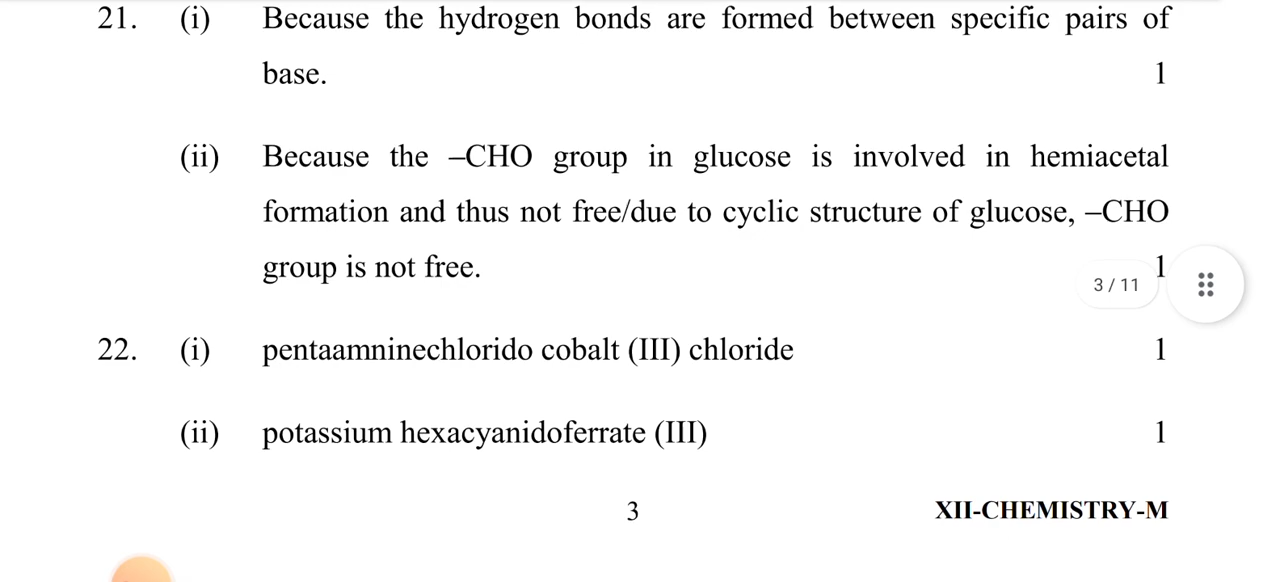 21. (i) Because the hydrogen bonds are formed between specific pairs of
base. 1
(ii) Because the –CHO group in glucose is involved in hemiacetal
formation and thus not free/due to cyclic structure of glucose, –CHO
group is not free. 1
3 / 11
22. (i) pentaamninechlorido cobalt (III) chloride 1
(ii) potassium hexacyanidoferrate (III) 1
3 XII-CHEMISTRY-M